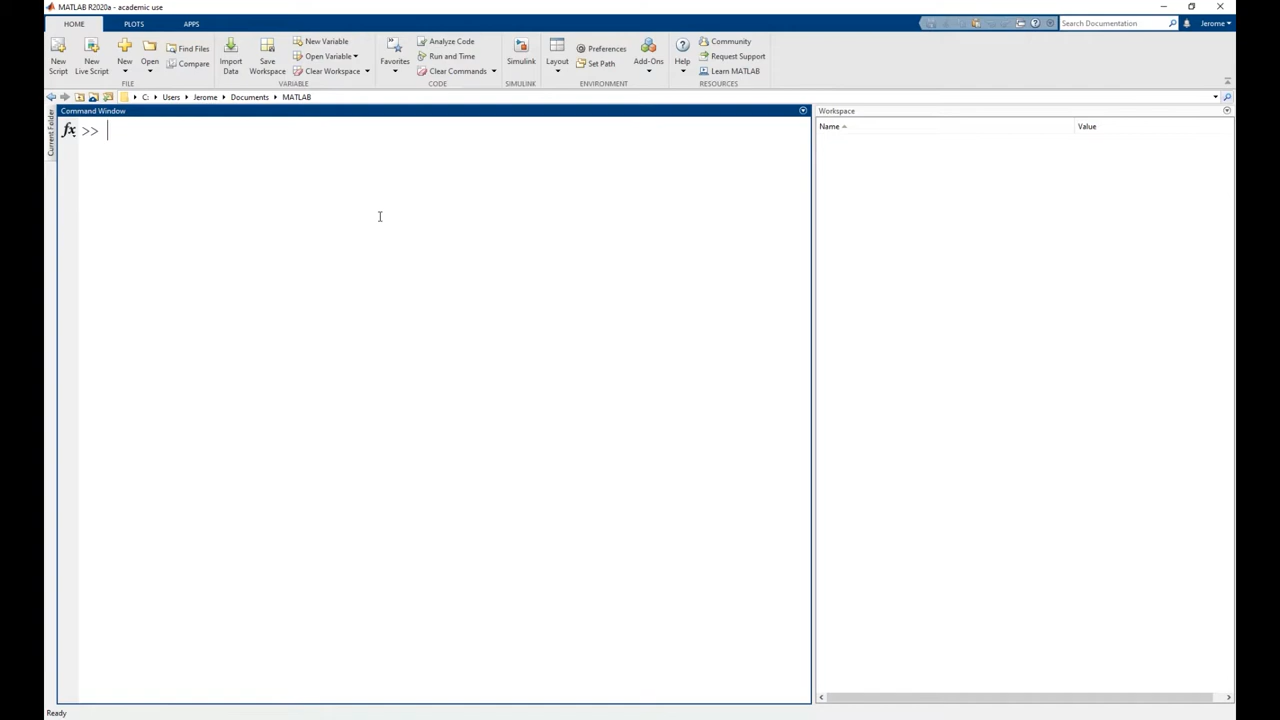 MATLAB R2020a - academic use
HOME PLOTS APPS
Search Documentation
Jerome
New Script
New Live Script
New
Open
Find Files
Compare
FILE
Import Data
Save Workspace
New Variable
Open Variable
Clear Workspace
VARIABLE
Favorites
Analyze Code
Run and Time
Clear Commands
CODE
Simulink
SIMULINK
Layout
Preferences
Set Path
Add-Ons
ENVIRONMENT
Help
Community
Request Support
Learn MATLAB
RESOURCES
C: Users Jerome Documents MATLAB
Current Folder
Command Window
fx >>
Workspace
Name Value
Ready